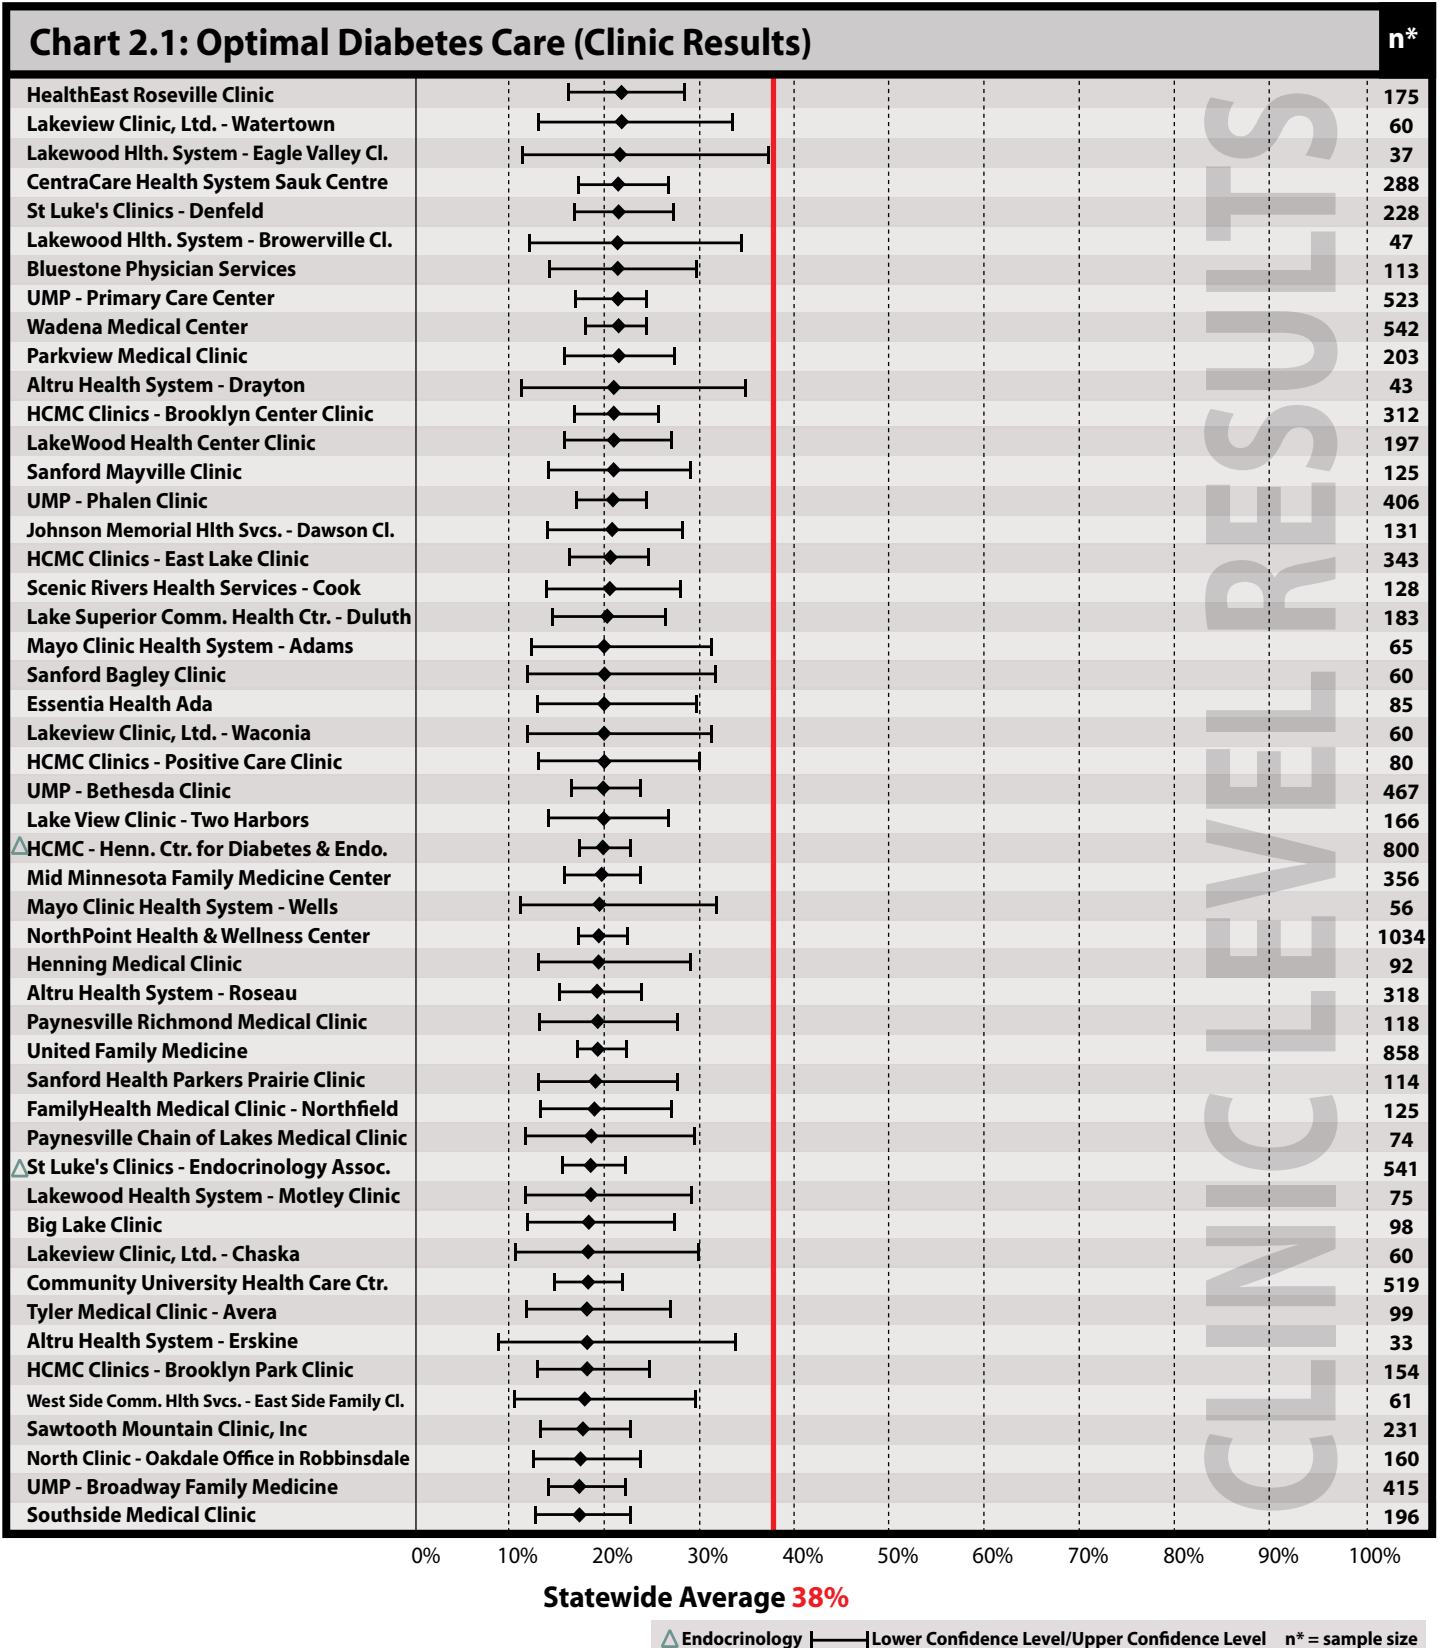 Chart 2.1: Optimal Diabetes Care (Clinic Results) n*
HealthEast Roseville Clinic 175
Lakeview Clinic, Ltd. - Watertown 60
Lakewood Hlth. System - Eagle Valley Cl. 37
CentraCare Health System Sauk Centre 288
St Luke's Clinics - Denfeld 228
Lakewood Hlth. System - Browerville Cl. 47
Bluestone Physician Services 113
UMP - Primary Care Center 523
Wadena Medical Center 542
Parkview Medical Clinic 203
Altru Health System - Drayton 43
HCMC Clinics - Brooklyn Center Clinic 312
LakeWood Health Center Clinic 197
Sanford Mayville Clinic 125
UMP - Phalen Clinic 406
Johnson Memorial Hlth Svcs. - Dawson Cl. 131
HCMC Clinics - East Lake Clinic 343
Scenic Rivers Health Services - Cook 128
Lake Superior Comm. Health Ctr. - Duluth 183
Mayo Clinic Health System - Adams 65
Sanford Bagley Clinic 60
Essentia Health Ada 85
Lakeview Clinic, Ltd. - Waconia 60
HCMC Clinics - Positive Care Clinic 80
UMP - Bethesda Clinic 467
Lake View Clinic - Two Harbors 166
HCMC - Henn. Ctr. for Diabetes & Endo. 800
Mid Minnesota Family Medicine Center 356
Mayo Clinic Health System - Wells 56
NorthPoint Health & Wellness Center 1034
Henning Medical Clinic 92
Altru Health System - Roseau 318
Paynesville Richmond Medical Clinic 118
United Family Medicine 858
Sanford Health Parkers Prairie Clinic 114
FamilyHealth Medical Clinic - Northfield 125
Paynesville Chain of Lakes Medical Clinic 74
St Luke's Clinics - Endocrinology Assoc. 541
Lakewood Health System - Motley Clinic 75
Big Lake Clinic 98
Lakeview Clinic, Ltd. - Chaska 60
Community University Health Care Ctr. 519
Tyler Medical Clinic - Avera 99
Altru Health System - Erskine 33
HCMC Clinics - Brooklyn Park Clinic 154
West Side Comm. Hlth Svcs. - East Side Family Cl. 61
Sawtooth Mountain Clinic, Inc 231
North Clinic - Oakdale Office in Robbinsdale 160
UMP - Broadway Family Medicine 415
Southside Medical Clinic 196
CLINIC LEVEL RESULTS
0% 10% 20% 30% 40% 50% 60% 70% 80% 90% 100%
Statewide Average 38%
Endocrinology Lower Confidence Level/Upper Confidence Level n* = sample size